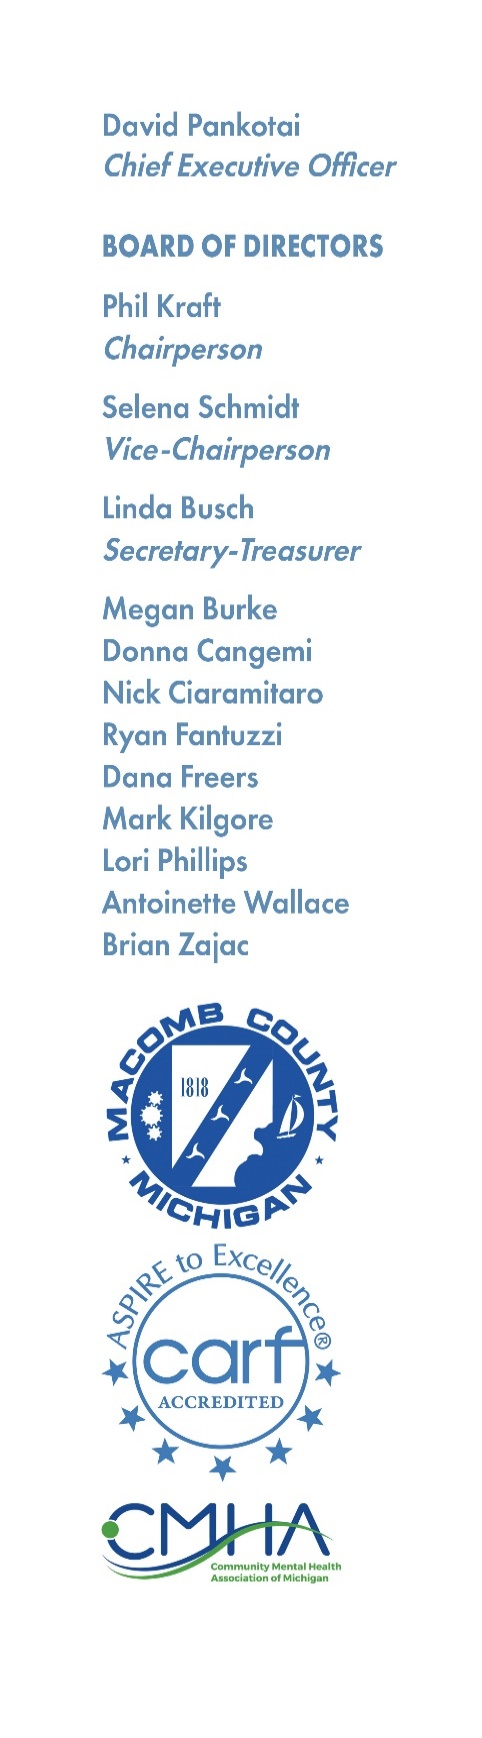 David Pankotai
Chief Executive Officer
BOARD OF DIRECTORS
Phil Kraft
Chairperson
Selena Schmidt
Vice-Chairperson
Linda Busch
Secretary-Treasurer
Megan Burke
Donna Cangemi
Nick Ciaramitaro
Ryan Fantuzzi
Dana Freers
Mark Kilgore
Lori Phillips
Antoinette Wallace
Brian Zajac
MACOMB COUNTY
1818
MICHIGAN
ASPIRE to Excellence®
carf
ACCREDITED
CMHA
Community Mental Health
Association of Michigan